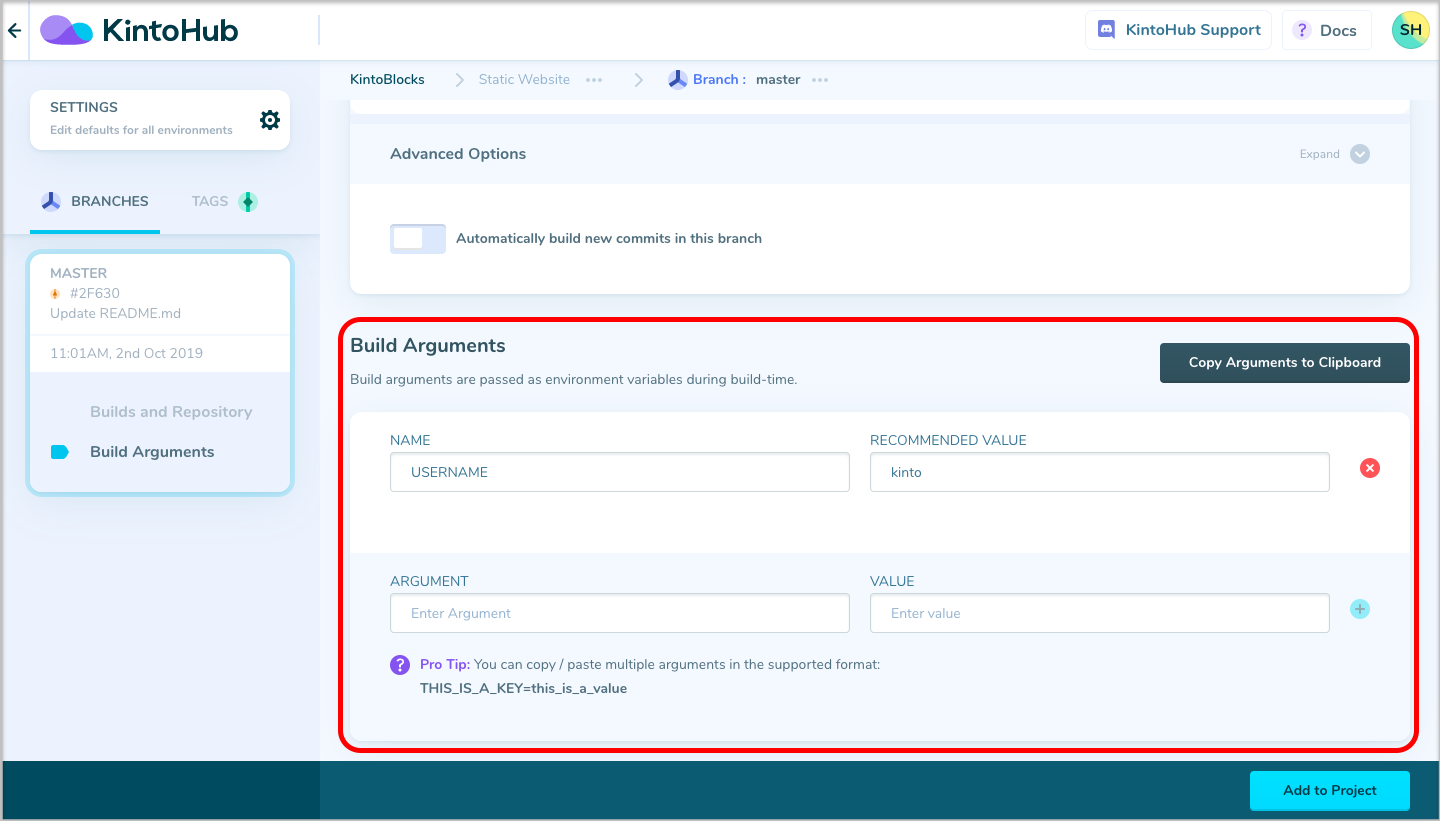 KintoHub
KintoHub Support
? Docs
SH
KintoBlocks
Static Website
Branch : master
SETTINGS
Edit defaults for all environments
BRANCHES
TAGS
MASTER
#2F630
Update README.md
11:01AM, 2nd Oct 2019
Builds and Repository
Build Arguments
Advanced Options
Expand
Automatically build new commits in this branch
Build Arguments
Build arguments are passed as environment variables during build-time.
Copy Arguments to Clipboard
NAME
RECOMMENDED VALUE
USERNAME
kinto
ARGUMENT
VALUE
Enter Argument
Enter value
? Pro Tip: You can copy / paste multiple arguments in the supported format:
THIS_IS_A_KEY=this_is_a_value
Add to Project